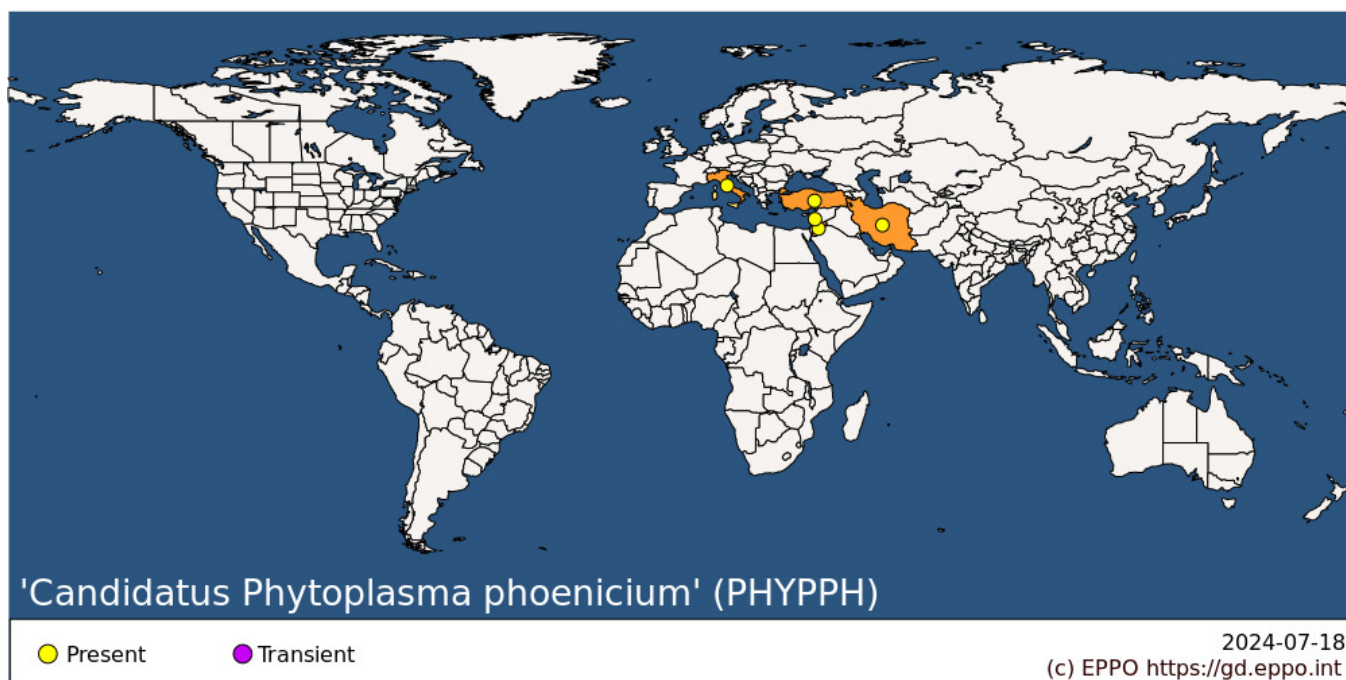 'Candidatus Phytoplasma phoenicium' (PHYPPH)
Present
Transient
2024-07-18
(c) EPPO https://gd.eppo.int